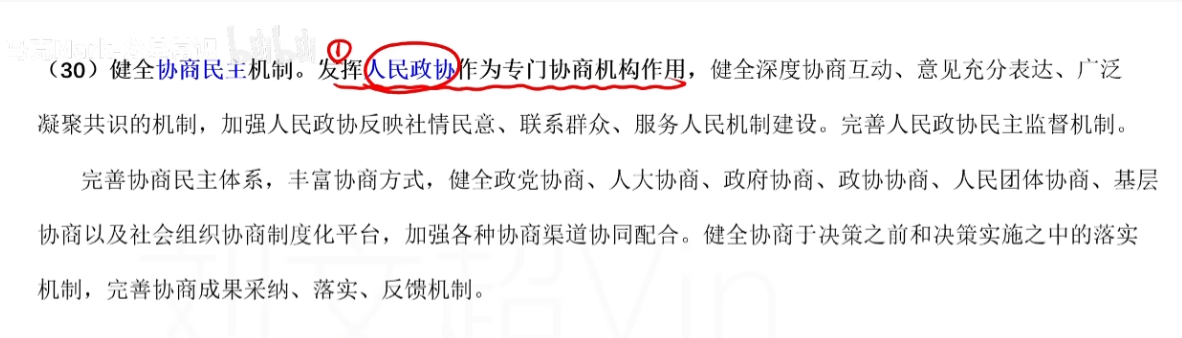 ①
（30）健全协商民主机制。发挥人民政协作为专门协商机构作用，健全深度协商互动、意见充分表达、广泛
凝聚共识的机制，加强人民政协反映社情民意、联系群众、服务人民机制建设。完善人民政协民主监督机制。
完善协商民主体系，丰富协商方式，健全政党协商、人大协商、政府协商、政协协商、人民团体协商、基层
协商以及社会组织协商制度化平台，加强各种协商渠道协同配合。健全协商于决策之前和决策实施之中的落实
机制，完善协商成果采纳、落实、反馈机制。